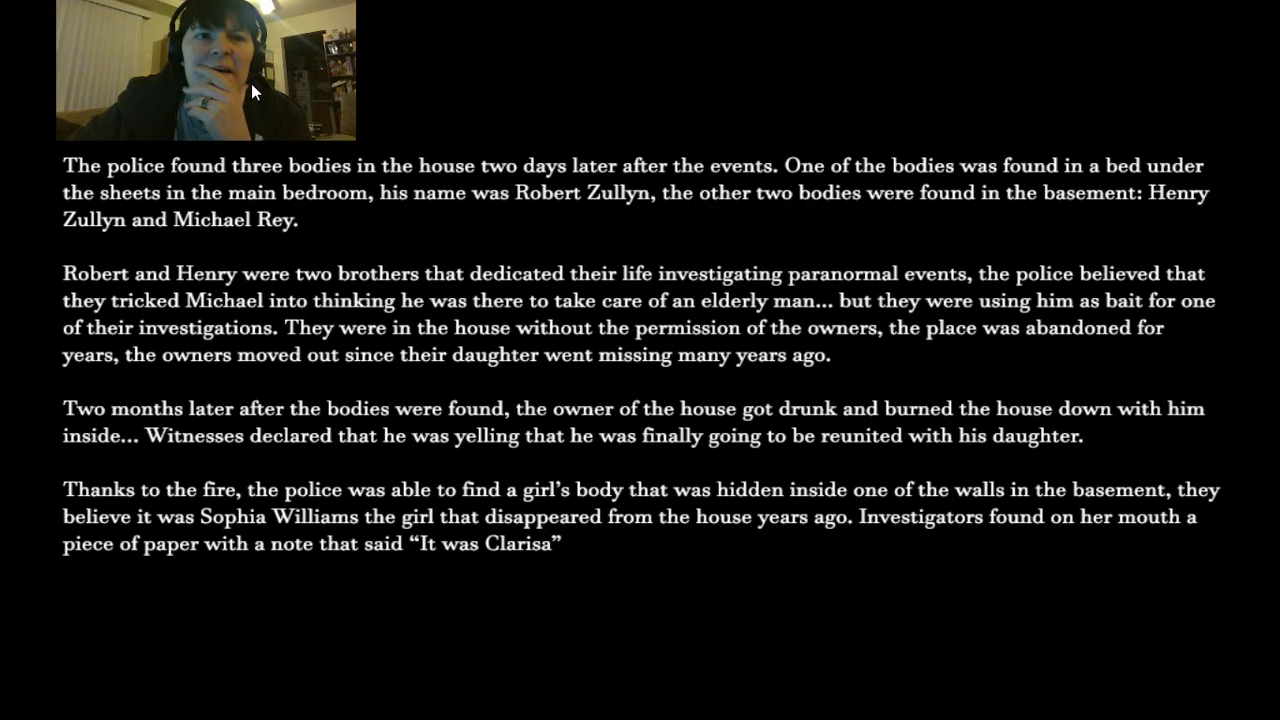 The police found three bodies in the house two days later after the events. One of the bodies was found in a bed under
the sheets in the main bedroom, his name was Robert Zullyn, the other two bodies were found in the basement: Henry
Zullyn and Michael Rey.
Robert and Henry were two brothers that dedicated their life investigating paranormal events, the police believed that
they tricked Michael into thinking he was there to take care of an elderly man... but they were using him as bait for one
of their investigations. They were in the house without the permission of the owners, the place was abandoned for
years, the owners moved out since their daughter went missing many years ago.
Two months later after the bodies were found, the owner of the house got drunk and burned the house down with him
inside... Witnesses declared that he was yelling that he was finally going to be reunited with his daughter.
Thanks to the fire, the police was able to find a girl’s body that was hidden inside one of the walls in the basement, they
believe it was Sophia Williams the girl that disappeared from the house years ago. Investigators found on her mouth a
piece of paper with a note that said “It was Clarisa”